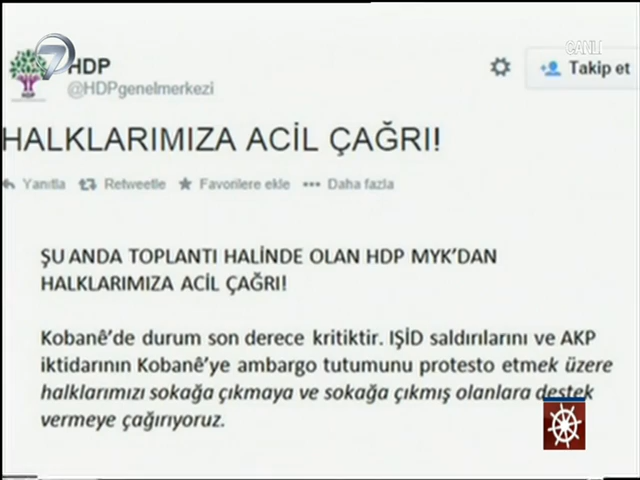 7
CANLI
HDP
@HDPgenelmerkezi
Takip et
HALKLARIMIZA ACİL ÇAĞRI!
Yanıtla Retweetle Favorilere ekle Daha fazla
ŞU ANDA TOPLANTI HALİNDE OLAN HDP MYK'DAN
HALKLARIMIZA ACİL ÇAĞRI!
Kobanê'de durum son derece kritiktir. IŞİD saldırılarını ve AKP
iktidarının Kobanê'ye ambargo tutumunu protesto etmek üzere
halklarımızı sokağa çıkmaya ve sokağa çıkmış olanlara destek
vermeye çağırıyoruz.